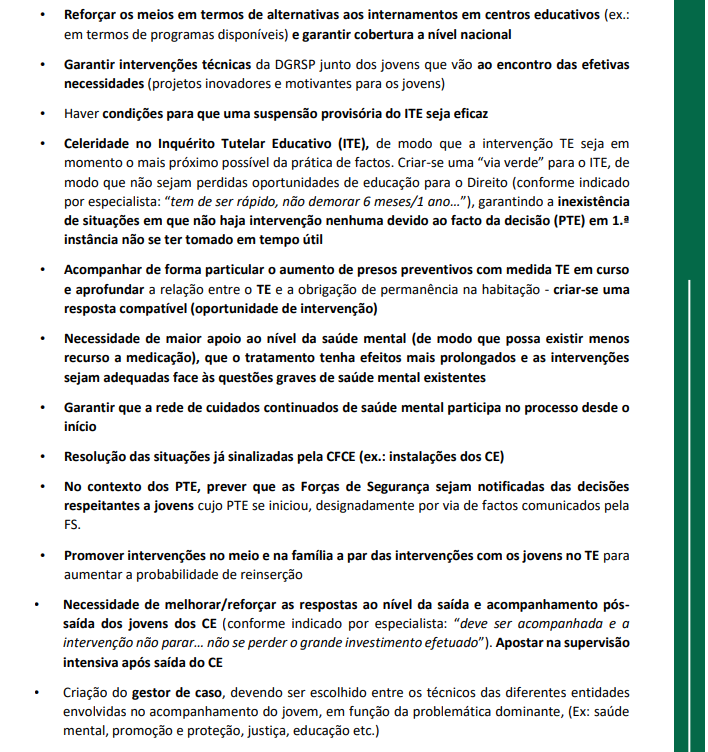 • Reforçar os meios em termos de alternativas aos internamentos em centros educativos (ex.:
em termos de programas disponíveis) e garantir cobertura a nível nacional
• Garantir intervenções técnicas da DGRSP junto dos jovens que vão ao encontro das efetivas
necessidades (projetos inovadores e motivantes para os jovens)
• Haver condições para que uma suspensão provisória do ITE seja eficaz
• Celeridade no Inquérito Tutelar Educativo (ITE), de modo que a intervenção TE seja em
momento o mais próximo possível da prática de factos. Criar-se uma “via verde” para o ITE, de
modo que não sejam perdidas oportunidades de educação para o Direito (conforme indicado
por especialista: “tem de ser rápido, não demorar 6 meses/1 ano…”), garantindo a inexistência
de situações em que não haja intervenção nenhuma devido ao facto da decisão (PTE) em 1.ª
instância não se ter tomado em tempo útil
• Acompanhar de forma particular o aumento de presos preventivos com medida TE em curso
e aprofundar a relação entre o TE e a obrigação de permanência na habitação - criar-se uma
resposta compatível (oportunidade de intervenção)
• Necessidade de maior apoio ao nível da saúde mental (de modo que possa existir menos
recurso a medicação), que o tratamento tenha efeitos mais prolongados e as intervenções
sejam adequadas face às questões graves de saúde mental existentes
• Garantir que a rede de cuidados continuados de saúde mental participa no processo desde o
início
• Resolução das situações já sinalizadas pela CFCE (ex.: instalações dos CE)
• No contexto dos PTE, prever que as Forças de Segurança sejam notificadas das decisões
respeitantes a jovens cujo PTE se iniciou, designadamente por via de factos comunicados pela
FS.
• Promover intervenções no meio e na família a par das intervenções com os jovens no TE para
aumentar a probabilidade de reinserção
• Necessidade de melhorar/reforçar as respostas ao nível da saída e acompanhamento pós-
saída dos jovens dos CE (conforme indicado por especialista: “deve ser acompanhada e a
intervenção não parar… não se perder o grande investimento efetuado”). Apostar na supervisão
intensiva após saída do CE
• Criação do gestor de caso, devendo ser escolhido entre os técnicos das diferentes entidades
envolvidas no acompanhamento do jovem, em função da problemática dominante, (Ex: saúde
mental, promoção e proteção, justiça, educação etc.)